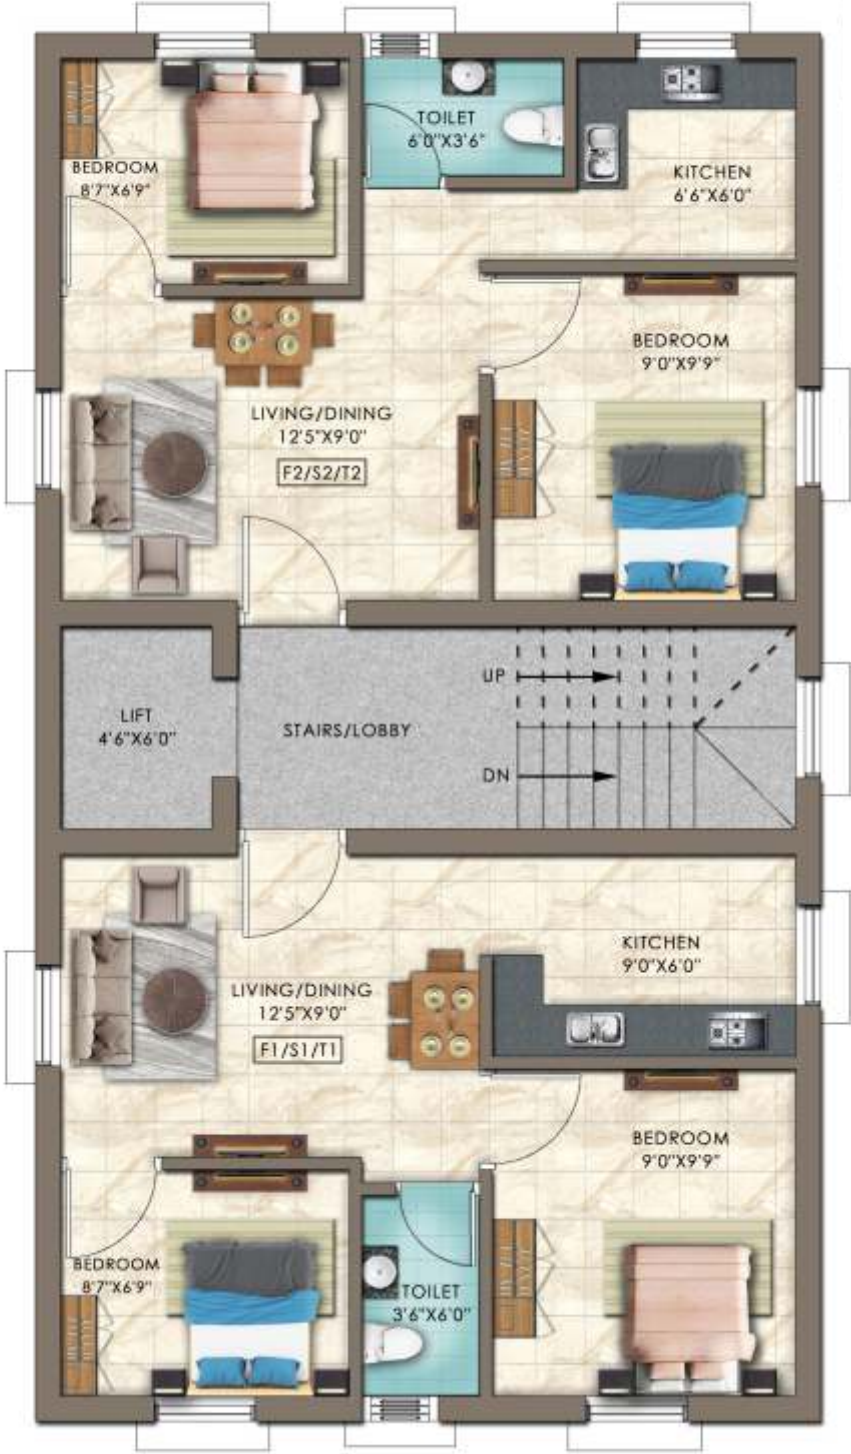 TOILET
6'0"X3'6"
BEDROOM
8'7"X6'9"
KITCHEN
6'6"X6'0"
BEDROOM
9'0"X9'9"
LIVING/DINING
12'5"X9'0"
F2/S2/T2
UP
LIFT
4'6"X6'0"
STAIRS/LOBBY
DN
KITCHEN
9'0"X6'0"
LIVING/DINING
12'5"X9'0"
F1/S1/T1
BEDROOM
9'0"X9'9"
BEDROOM
8'7"X6'9"
TOILET
3'6"X6'0"